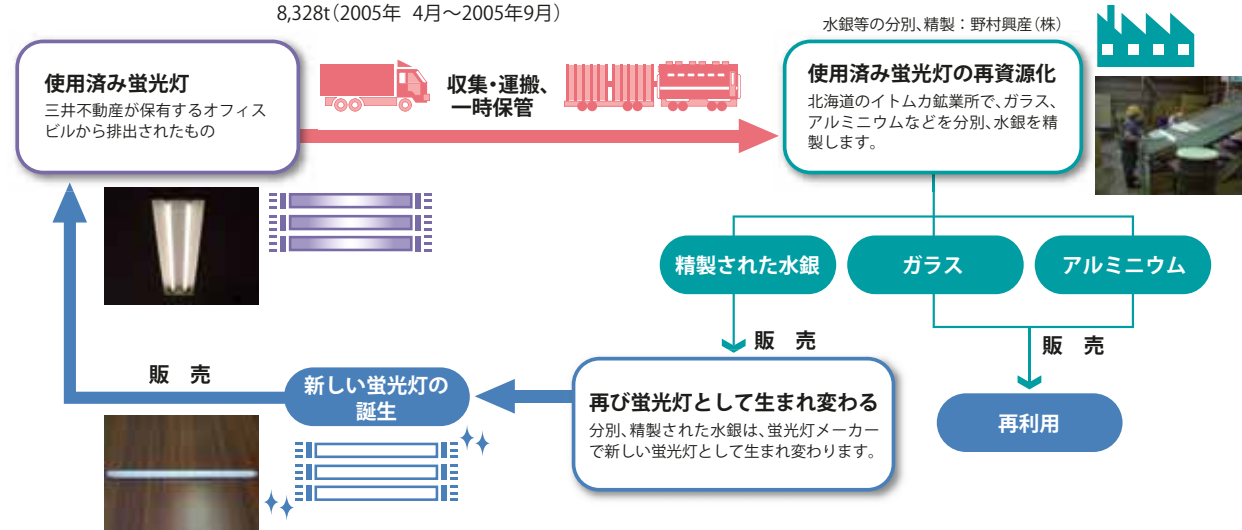 8,328t（2005年 4月～2005年9月）
水銀等の分別、精製：野村興産（株）
使用済み蛍光灯
三井不動産が保有するオフィス
ビルから排出されたもの
収集・運搬、
一時保管
使用済み蛍光灯の再資源化
北海道のイトムカ鉱業所で、ガラス、
アルミニウムなどを分別、水銀を精
製します。
精製された水銀
ガラス
アルミニウム
販 売
販 売
再び蛍光灯として生まれ変わる
分別、精製された水銀は、蛍光灯メーカー
で新しい蛍光灯として生まれ変わります。
再利用
新しい蛍光灯の
誕生
販 売